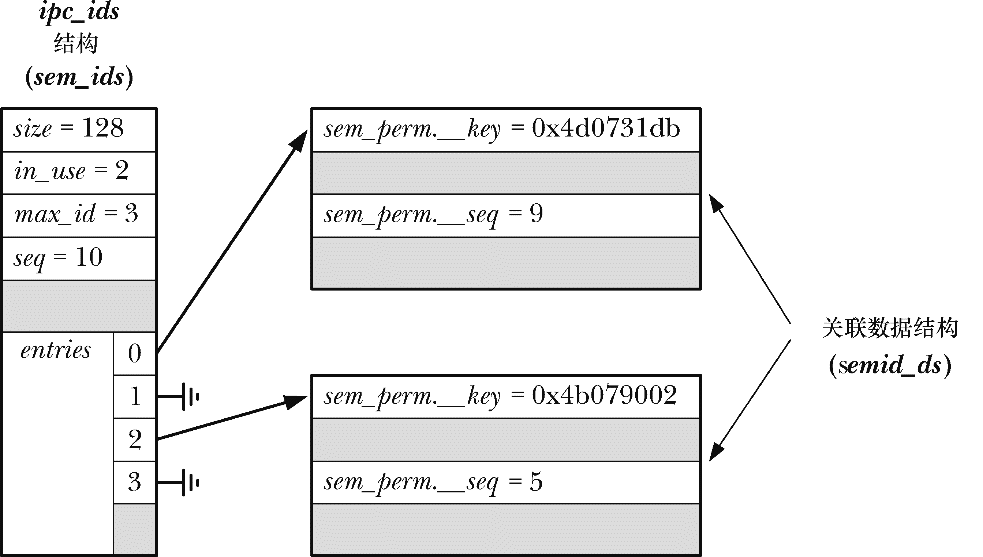 ipc_ids
结构
(sem_ids)
size = 128
in_use = 2
max_id = 3
seq = 10
entries
0
1
2
3
sem_perm.__key = 0x4d0731db
sem_perm.__seq = 9
sem_perm.__key = 0x4b079002
sem_perm.__seq = 5
关联数据结构
(semid_ds)